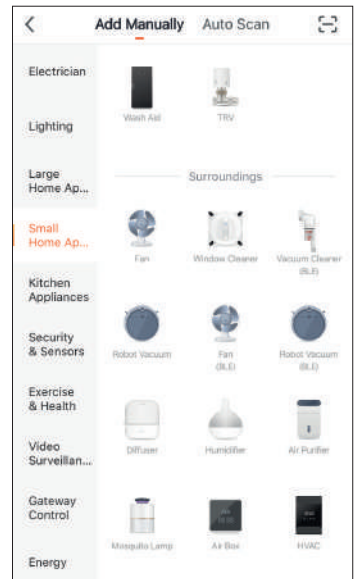 Add Manually Auto Scan
Electrician
Wash Aid TRV
Lighting
Large
Home Ap...
Surroundings
Small
Home Ap...
Fan Window Cleaner Vacuum Cleaner
(BLE)
Kitchen
Appliances
Security
& Sensors
Robot Vacuum Fan Robot Vacuum
(BLE) (BLE)
Exercise
& Health
Video
Surveillan...
Diffuser Humidifier Air Purifier
Gateway
Control
Mosquito Lamp Air Box HVAC
Energy